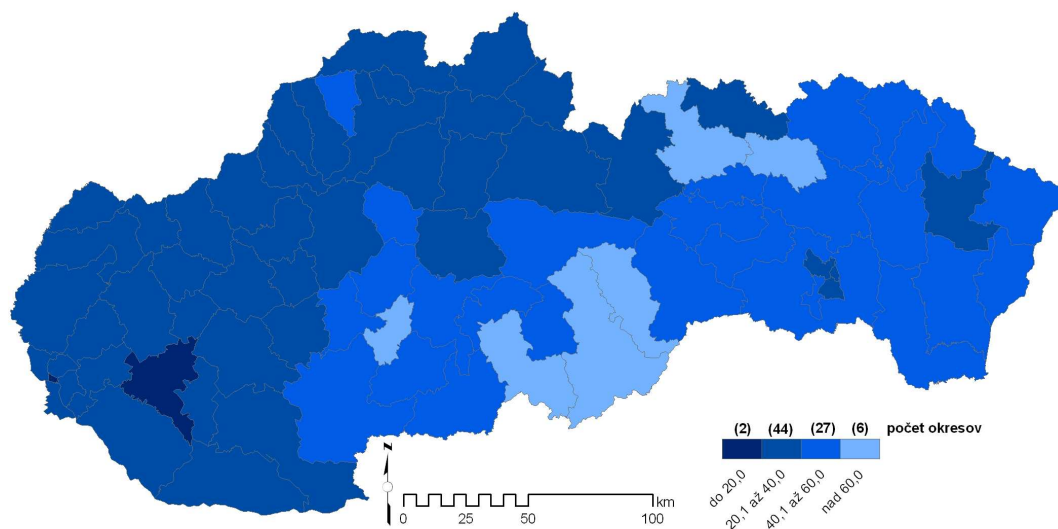 (2) (44) (27) (6) počet okresov
do 20,0
20,1 až 40,0
40,1 až 60,0
nad 60,0
N
km
0 25 50 100